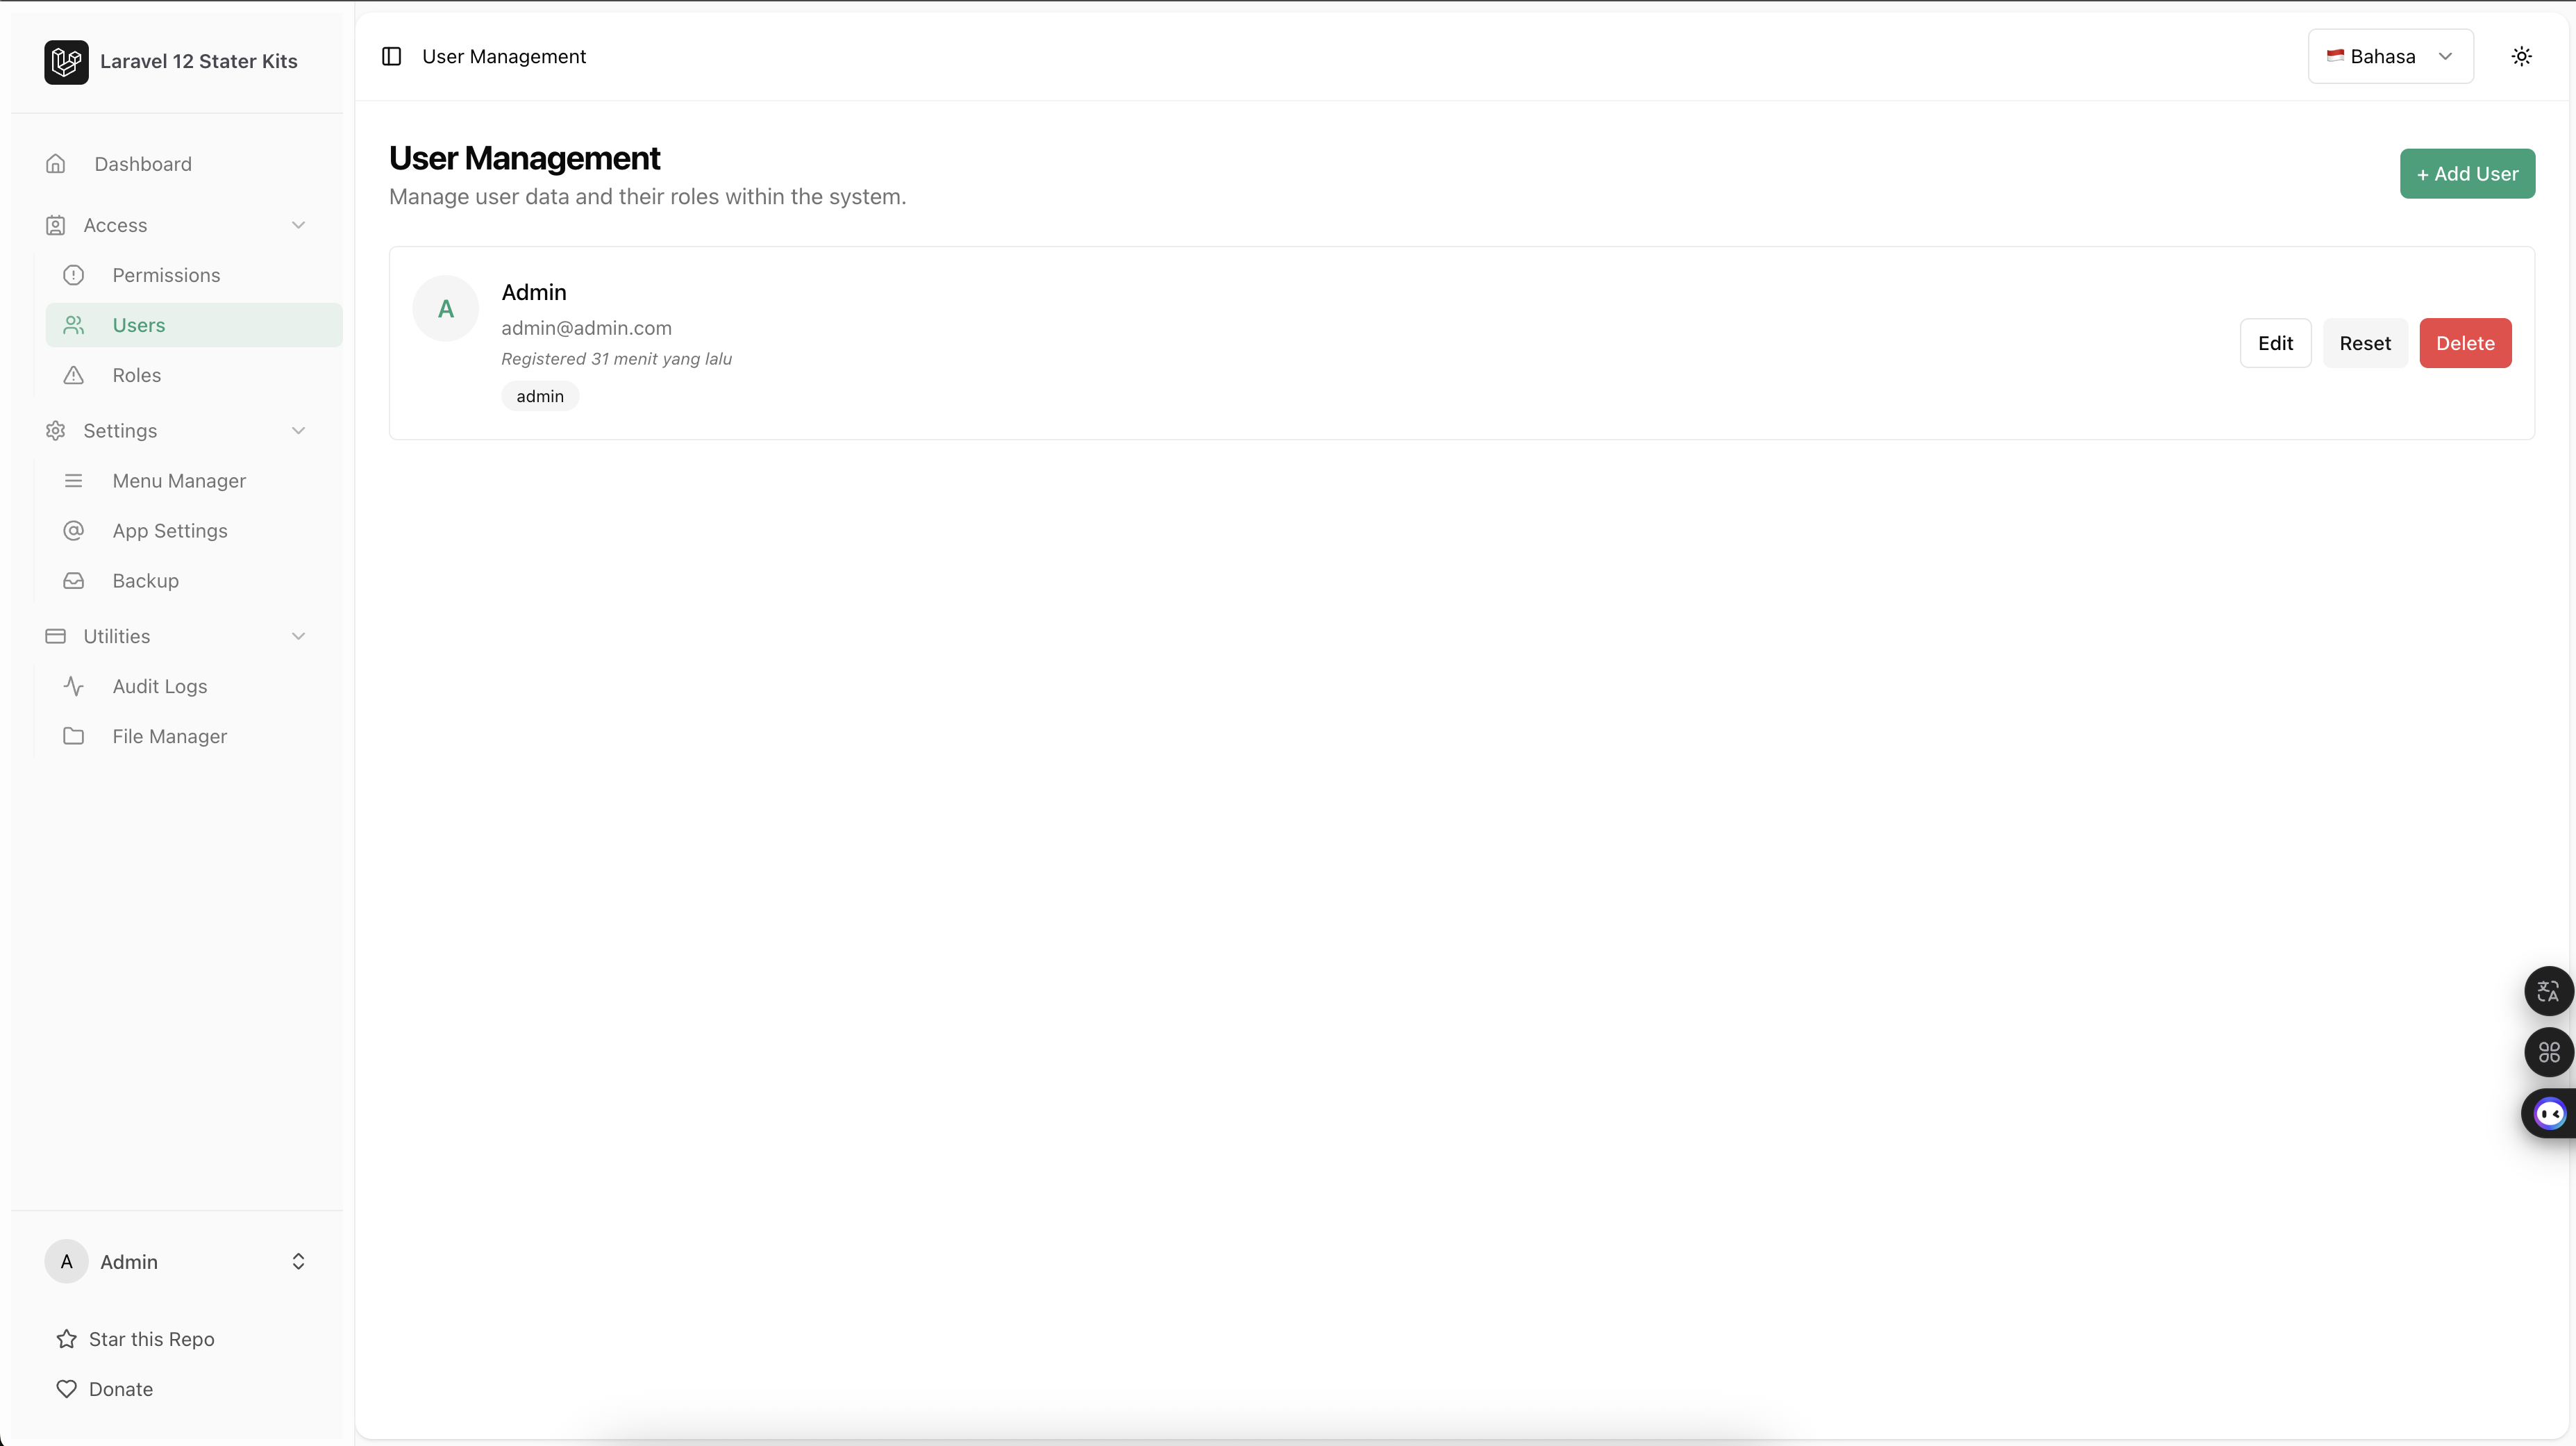 Laravel 12 Stater Kits
Dashboard
Access
Permissions
Users
Roles
Settings
Menu Manager
App Settings
Backup
Utilities
Audit Logs
File Manager
A
Admin
Star this Repo
Donate
User Management
Bahasa
User Management
Manage user data and their roles within the system.
+ Add User
A
Admin
admin@admin.com
Registered 31 menit yang lalu
admin
Edit
Reset
Delete